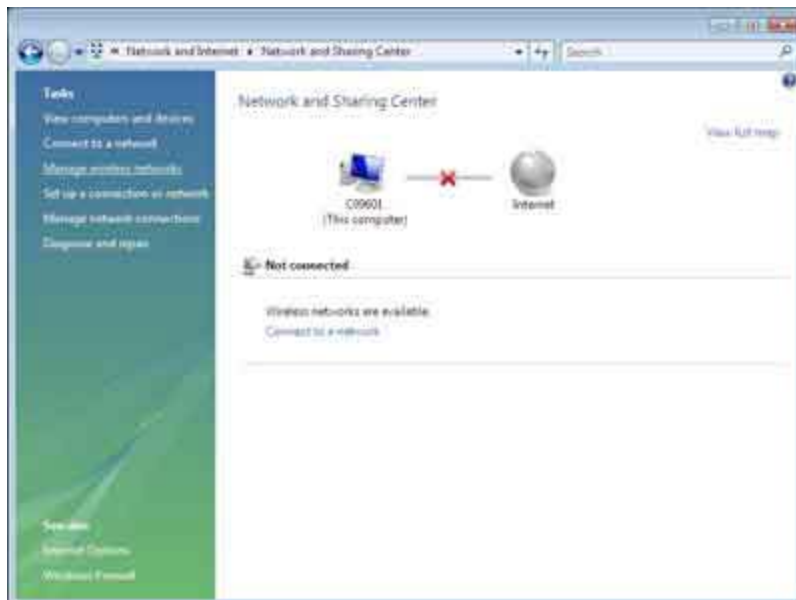 Network and Internet ▸ Network and Sharing Center
Search
Tasks
View computers and devices
Connect to a network
Manage wireless networks
Set up a connection or network
Manage network connections
Diagnose and repair
Network and Sharing Center
View full map
(This computer)
Internet
Not connected
Wireless networks are available.
Connect to a network
See also
Internet Options
Windows Firewall